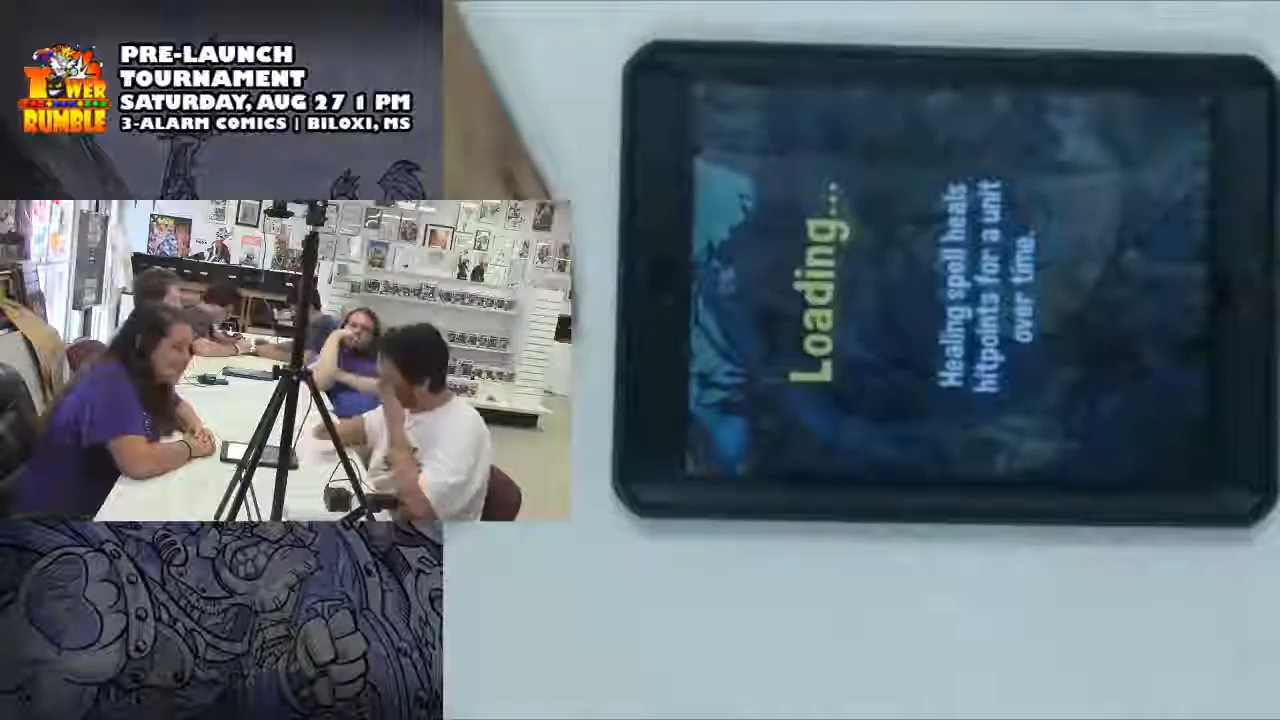 TOWER
RUMBLE
PRE-LAUNCH
TOURNAMENT
SATURDAY, AUG 27 1 PM
3-ALARM COMICS | BILOXI, MS
Loading...
Healing spell heals
hitpoints for a unit
over time.